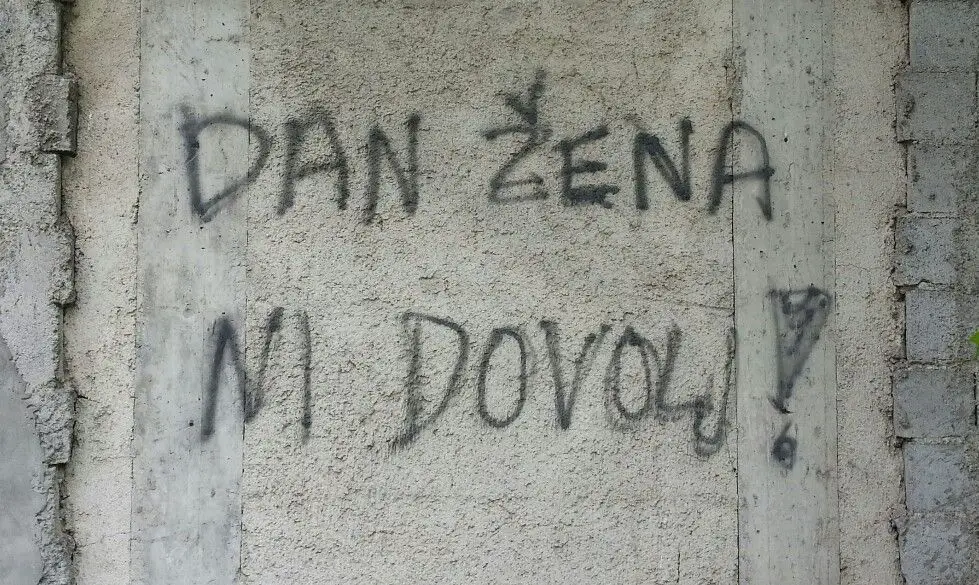 DAN ŽENA
NI DOVOLJ!